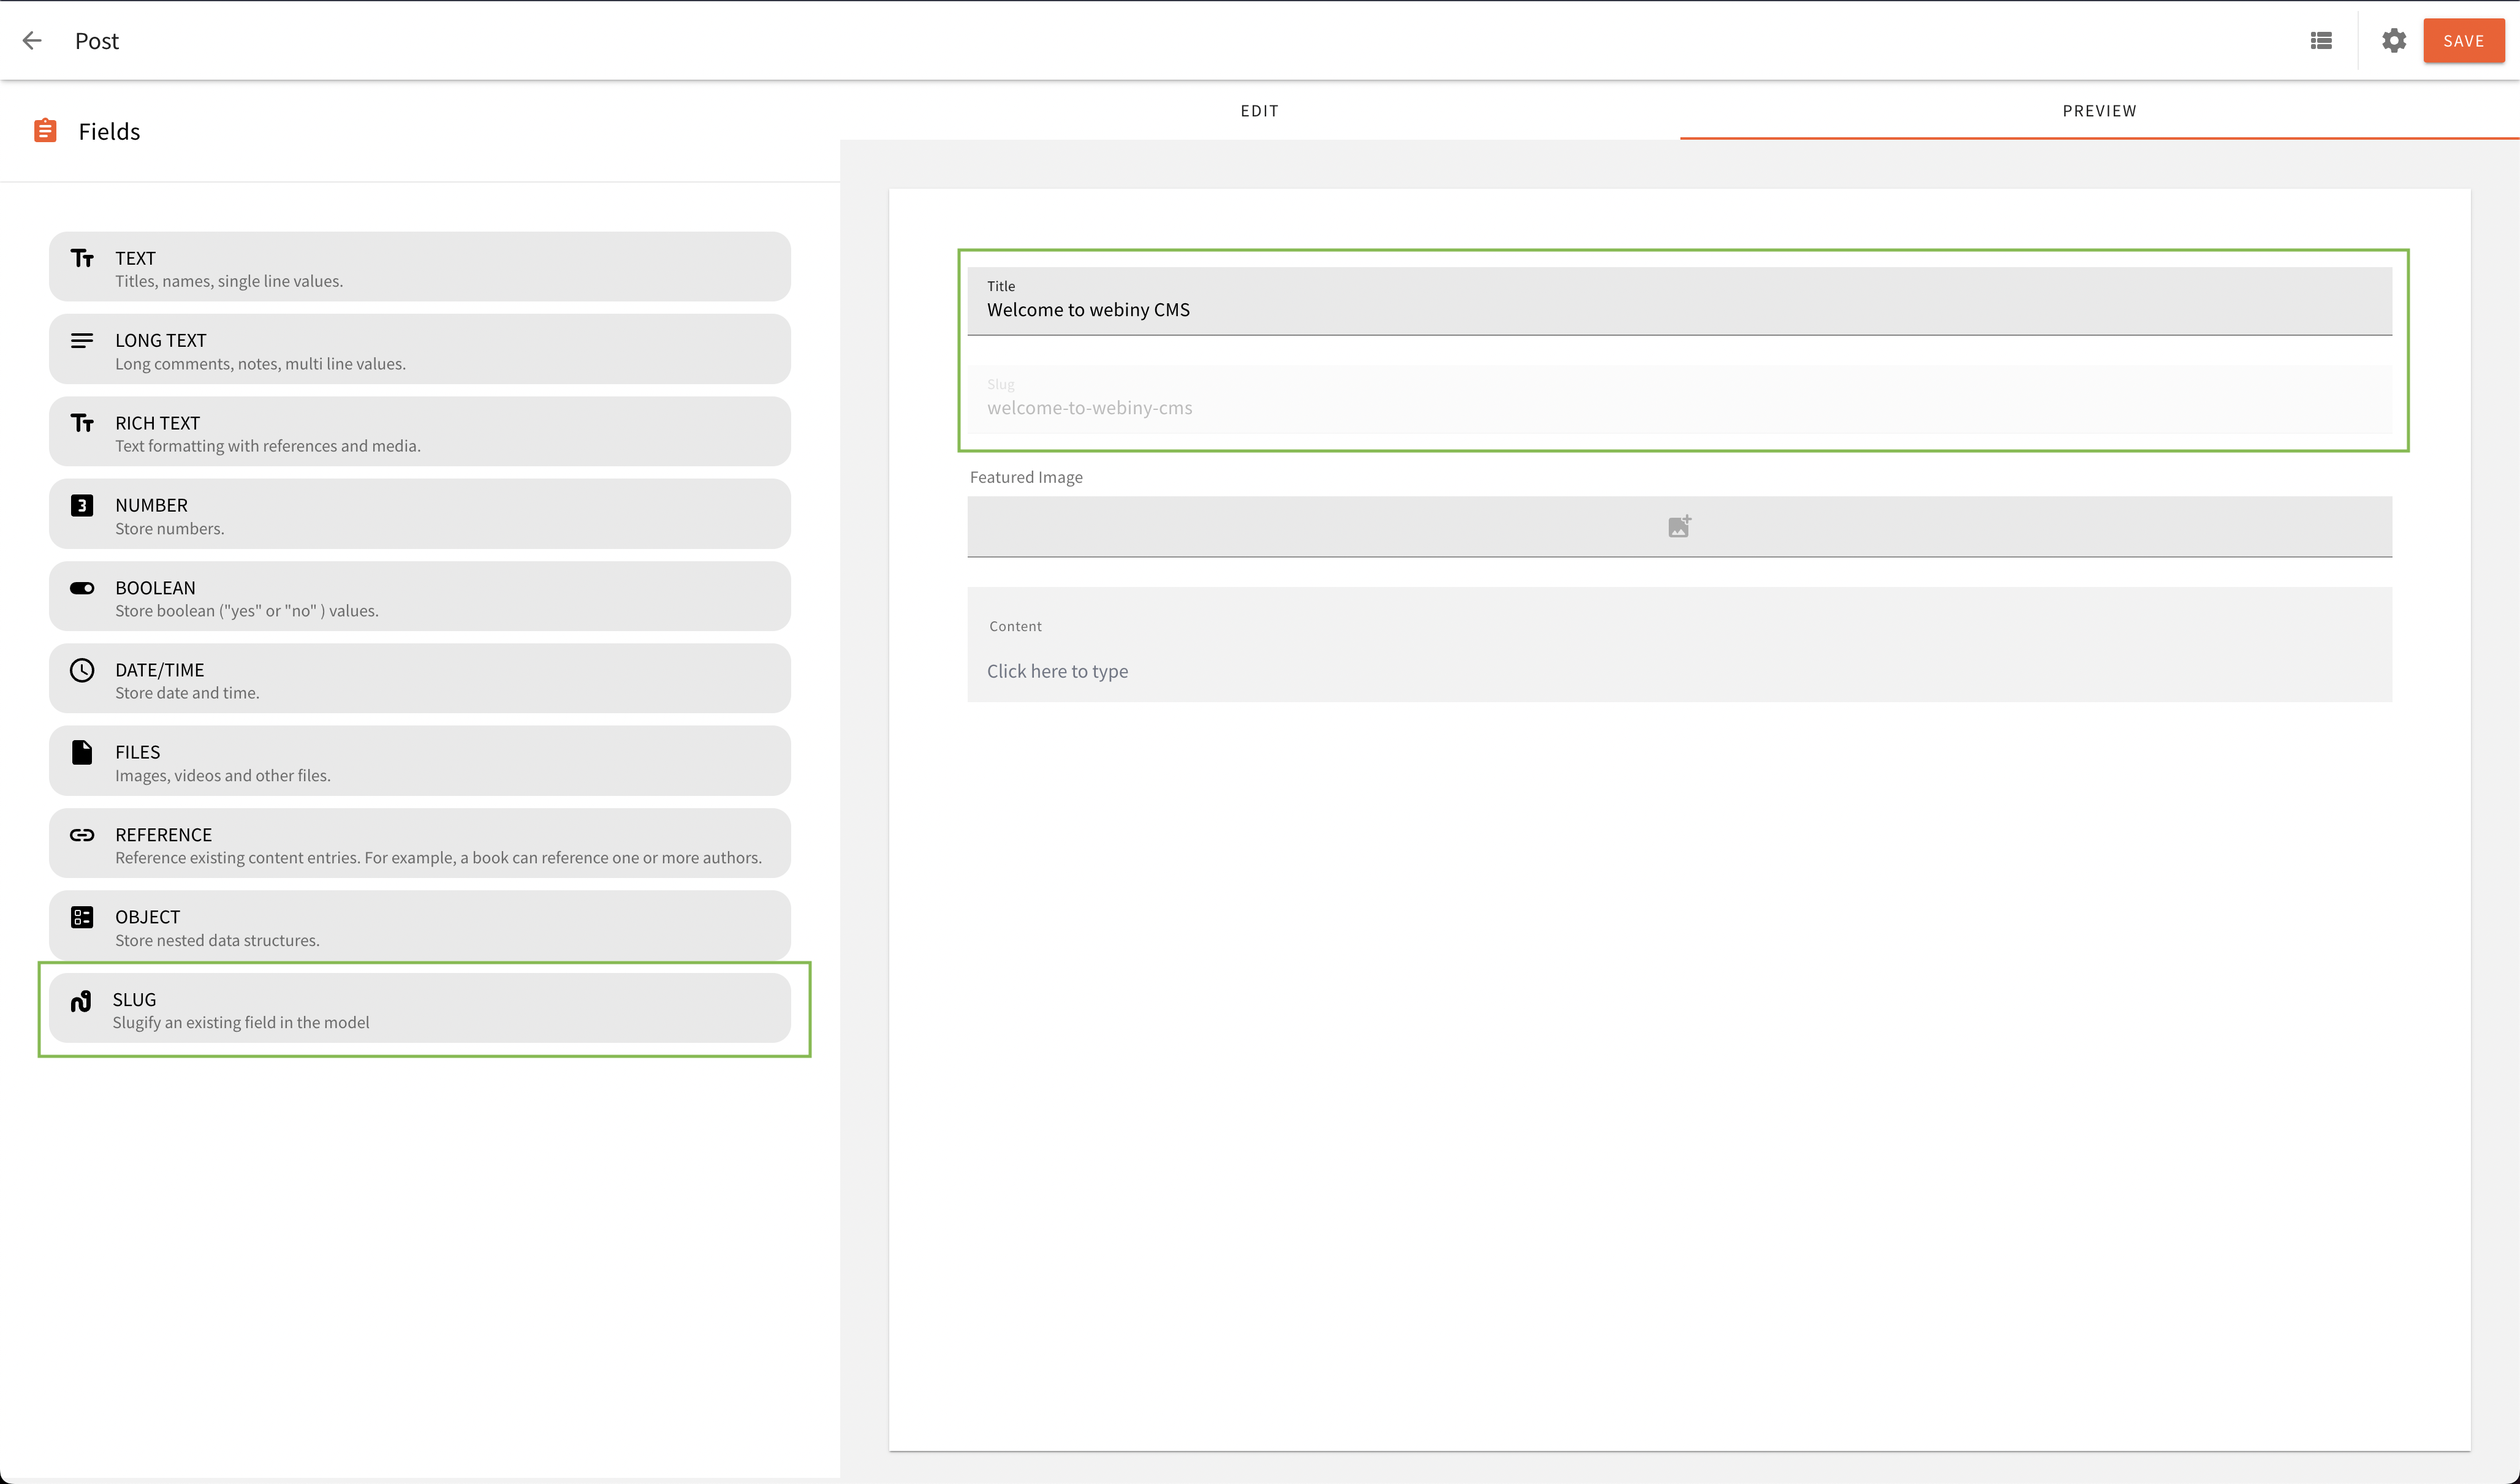 Post
SAVE
Fields
EDIT
PREVIEW
TEXT
Titles, names, single line values.
LONG TEXT
Long comments, notes, multi line values.
RICH TEXT
Text formatting with references and media.
3
NUMBER
Store numbers.
BOOLEAN
Store boolean ("yes" or "no" ) values.
DATE/TIME
Store date and time.
FILES
Images, videos and other files.
REFERENCE
Reference existing content entries. For example, a book can reference one or more authors.
OBJECT
Store nested data structures.
SLUG
Slugify an existing field in the model
Title
Welcome to webiny CMS
Slug
welcome-to-webiny-cms
Featured Image
Content
Click here to type